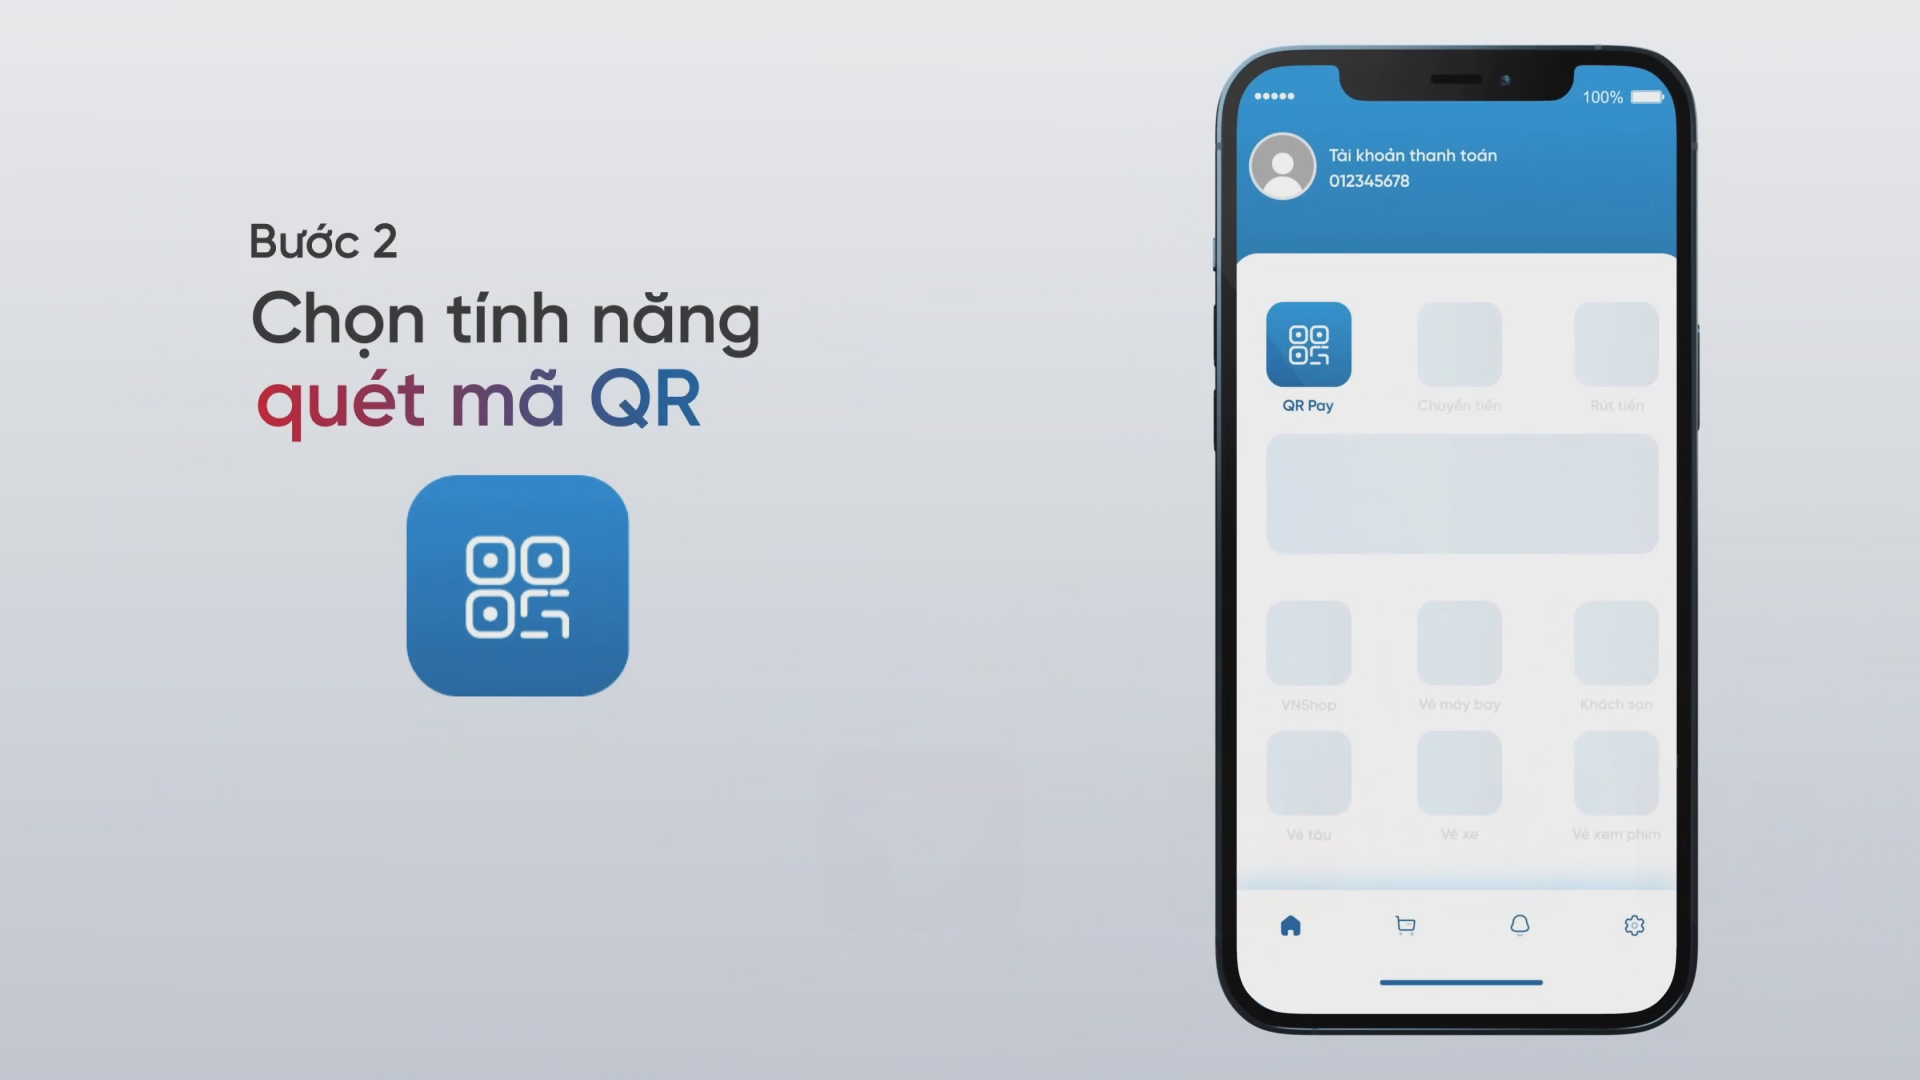 Bước 2
Chọn tính năng
quét mã QR
100%
Tài khoản thanh toán
012345678
QR Pay
Chuyển tiền
Rút tiền
VNShop
Vé máy bay
Khách sạn
Vé tàu
Vé xe
Vé xem phim